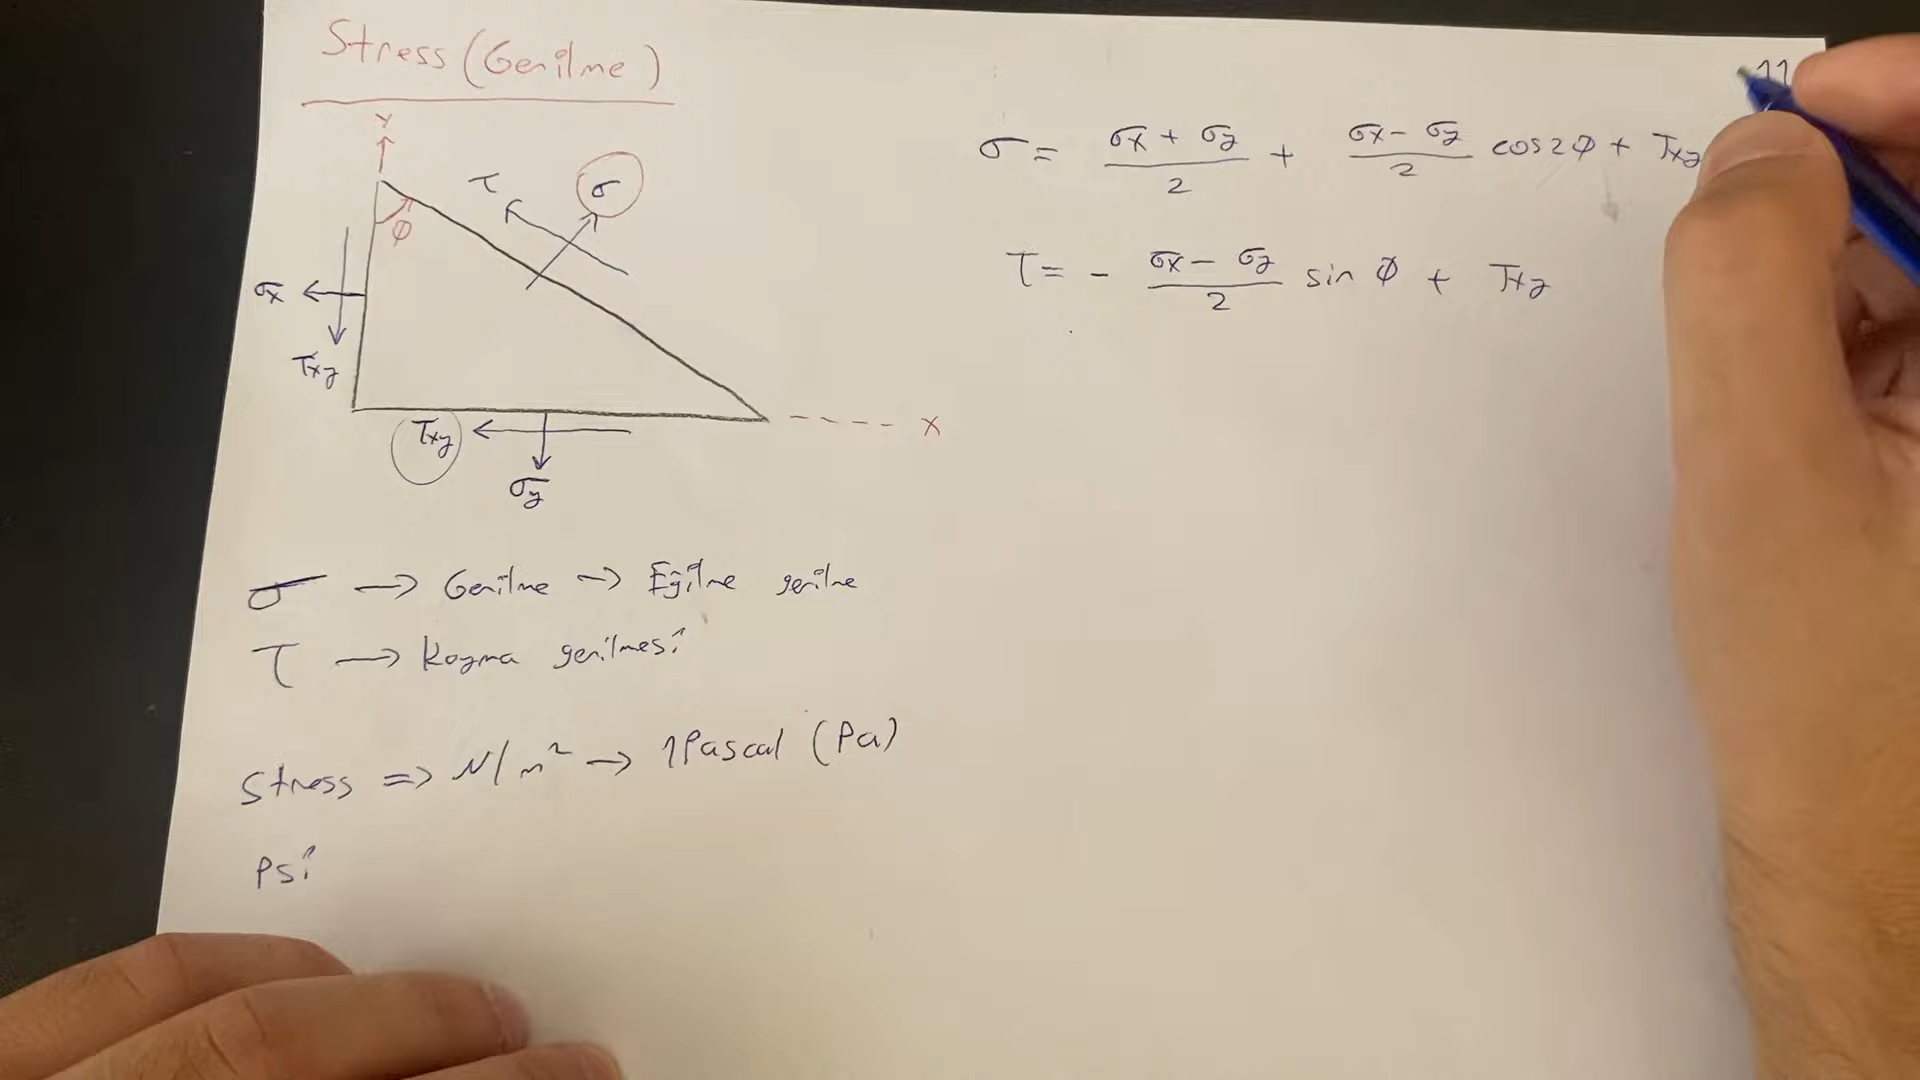 Stress (Gerilme)
11
y
τ
σ
φ
σx
τxy
τxy
x
σy
σ = (σx + σy)/2 + (σx - σy)/2 cos2φ + τxy
τ = - (σx - σy)/2 sin φ + τxy
σ → Gerilme → Eğilme gerilme
τ → Kayma gerilmesi
Stress ⇒ N/m² → 1Pascal (Pa)
Psi